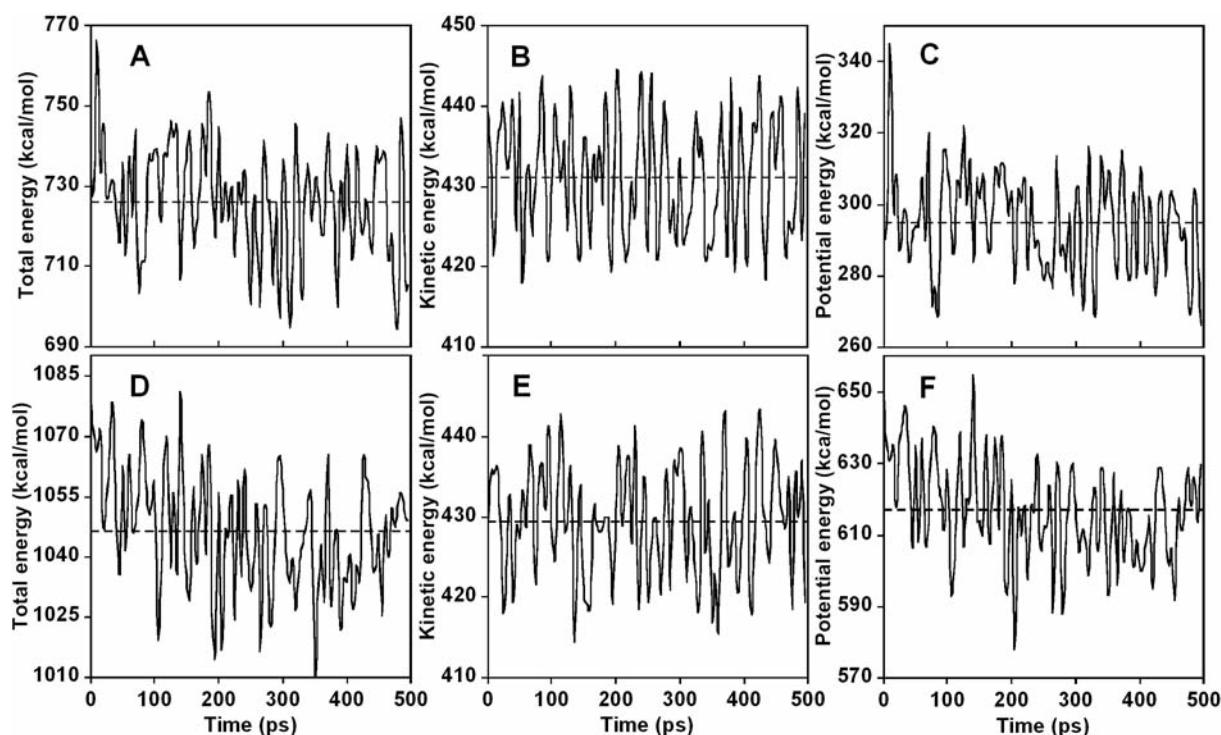 A
Total energy (kcal/mol)
770
750
730
710
690
B
Kinetic energy (kcal/mol)
450
440
430
420
410
C
Potential energy (kcal/mol)
340
320
300
280
260
D
Total energy (kcal/mol)
1085
1070
1055
1040
1025
1010
0 100 200 300 400 500
Time (ps)
E
Kinetic energy (kcal/mol)
440
430
420
410
0 100 200 300 400 500
Time (ps)
F
Potential energy (kcal/mol)
650
630
610
590
570
0 100 200 300 400 500
Time (ps)